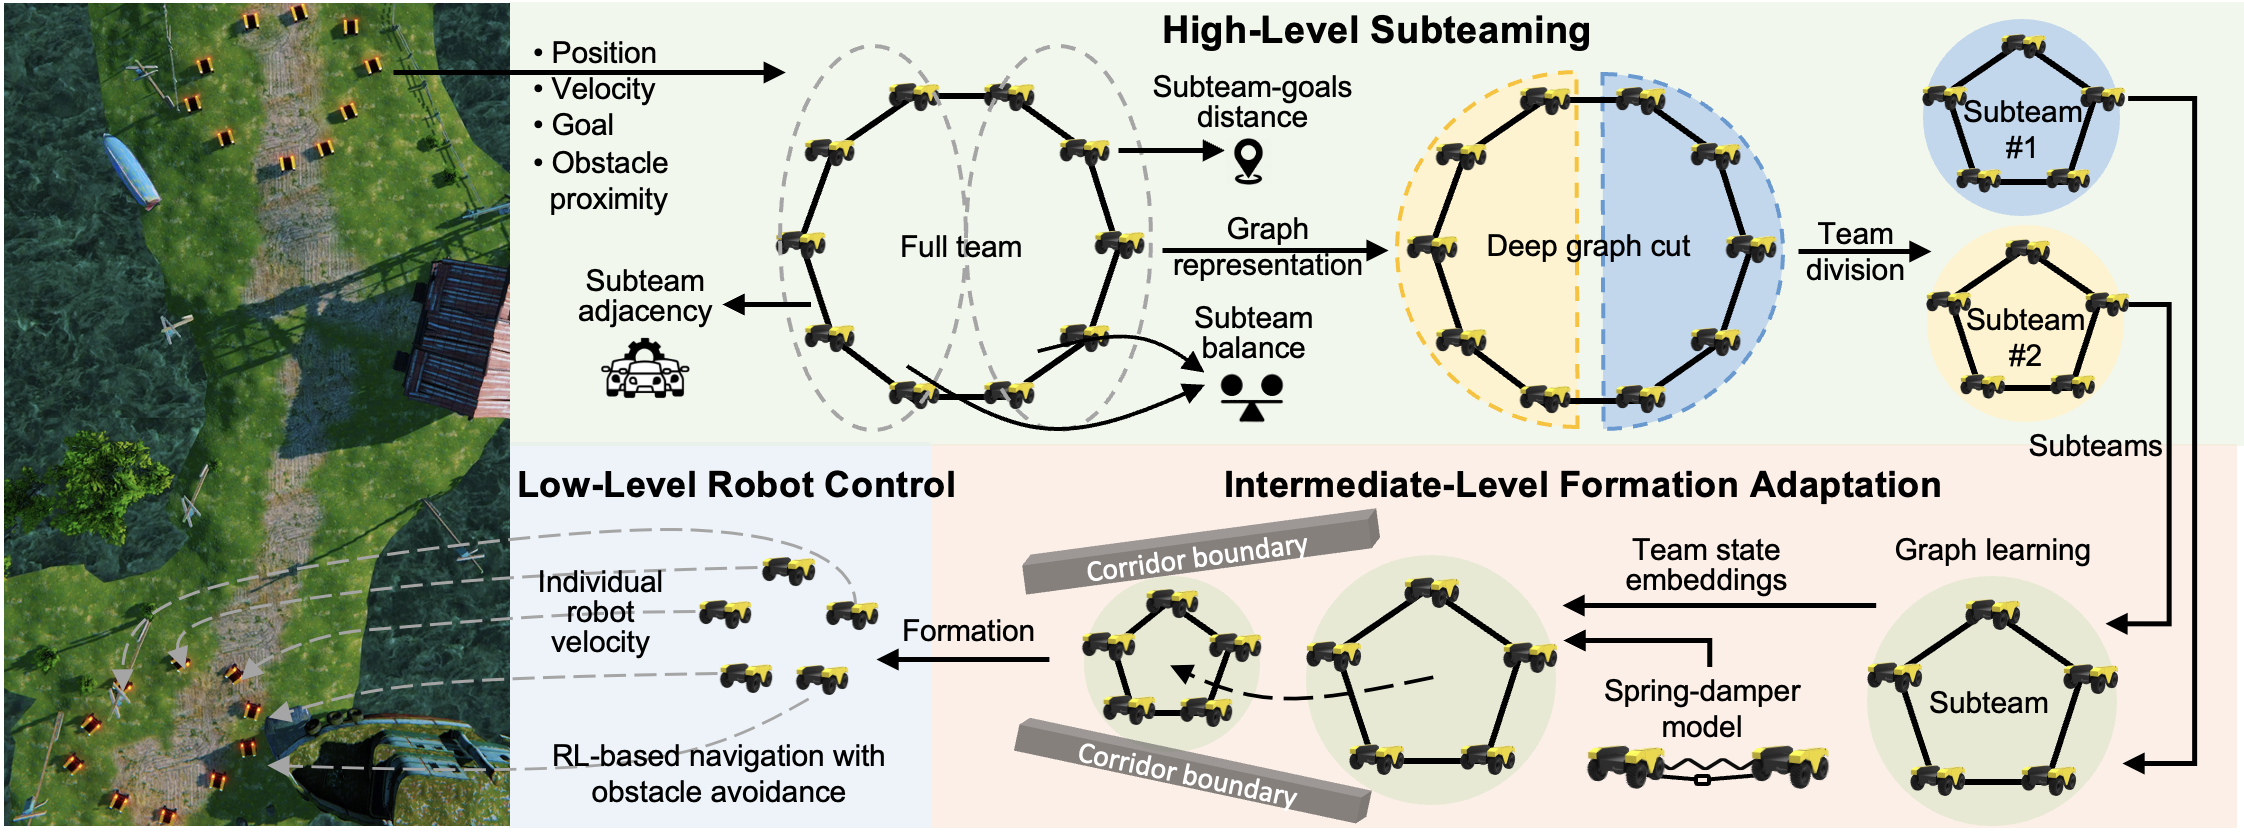 High-Level Subteaming
• Position
• Velocity
• Goal
• Obstacle
proximity
Subteam
adjacency
Full team
Subteam-goals
distance
Graph
representation
Subteam
balance
Deep graph cut
Team
division
Subteam
#1
Subteam
#2
Subteams
Low-Level Robot Control
Individual
robot
velocity
RL-based navigation with
obstacle avoidance
Formation
Intermediate-Level Formation Adaptation
Corridor boundary
Corridor boundary
Team state
embeddings
Spring-damper
model
Graph learning
Subteam